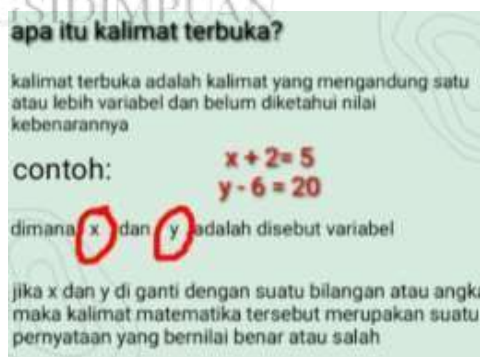 apa itu kalimat terbuka?
kalimat terbuka adalah kalimat yang mengandung satu
atau lebih variabel dan belum diketahui nilai
kebenarannya
contoh:
x + 2= 5
y - 6 = 20
dimana x dan y adalah disebut variabel
jika x dan y di ganti dengan suatu bilangan atau angka
maka kalimat matematika tersebut merupakan suatu
pernyataan yang bernilai benar atau salah